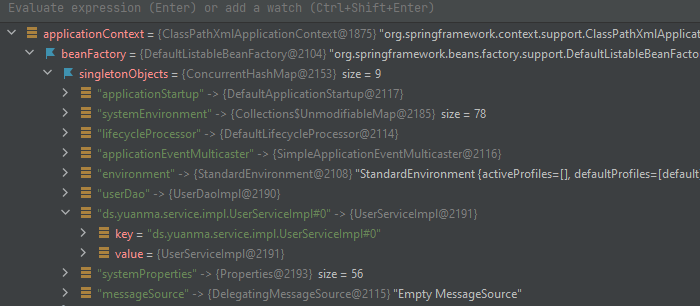 Evaluate expression (Enter) or add a watch (Ctrl+Shift+Enter)
applicationContext = {ClassPathXmlApplicationContext@1875} "org.springframework.context.support.ClassPathXmlApplicat
beanFactory = {DefaultListableBeanFactory@2104} "org.springframework.beans.factory.support.DefaultListableBeanFacto
singletonObjects = {ConcurrentHashMap@2153} size = 9
"applicationStartup" -> {DefaultApplicationStartup@2117}
"systemEnvironment" -> {Collections$UnmodifiableMap@2185} size = 78
"lifecycleProcessor" -> {DefaultLifecycleProcessor@2114}
"applicationEventMulticaster" -> {SimpleApplicationEventMulticaster@2116}
"environment" -> {StandardEnvironment@2108} "StandardEnvironment {activeProfiles=[], defaultProfiles=[default
"userDao" -> {UserDaoImpl@2190}
"ds.yuanma.service.impl.UserServiceImpl#0" -> {UserServiceImpl@2191}
key = "ds.yuanma.service.impl.UserServiceImpl#0"
value = {UserServiceImpl@2191}
"systemProperties" -> {Properties@2193} size = 56
"messageSource" -> {DelegatingMessageSource@2115} "Empty MessageSource"